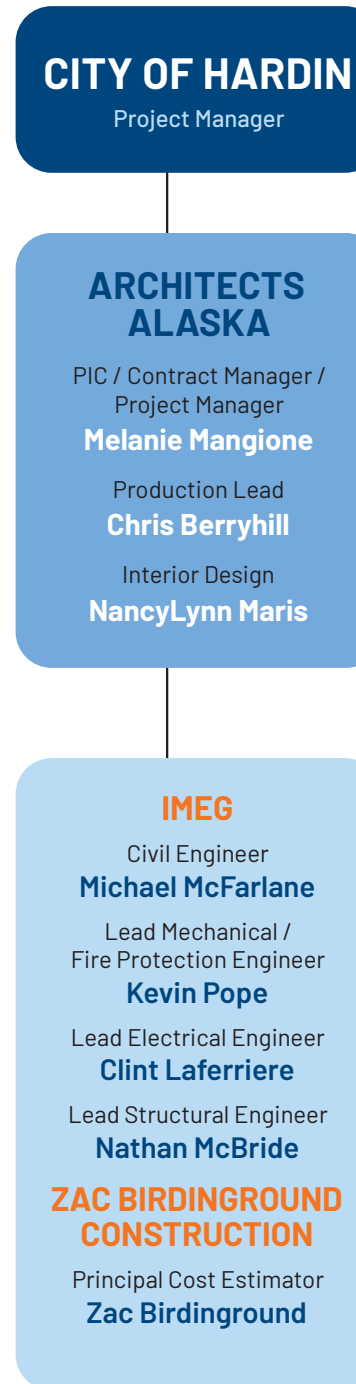 CITY OF HARDIN
Project Manager
ARCHITECTS
ALASKA
PIC / Contract Manager /
Project Manager
Melanie Mangione
Production Lead
Chris Berryhill
Interior Design
NancyLynn Maris
IMEG
Civil Engineer
Michael McFarlane
Lead Mechanical /
Fire Protection Engineer
Kevin Pope
Lead Electrical Engineer
Clint Laferriere
Lead Structural Engineer
Nathan McBride
ZAC BIRDINGROUND
CONSTRUCTION
Principal Cost Estimator
Zac Birdinground